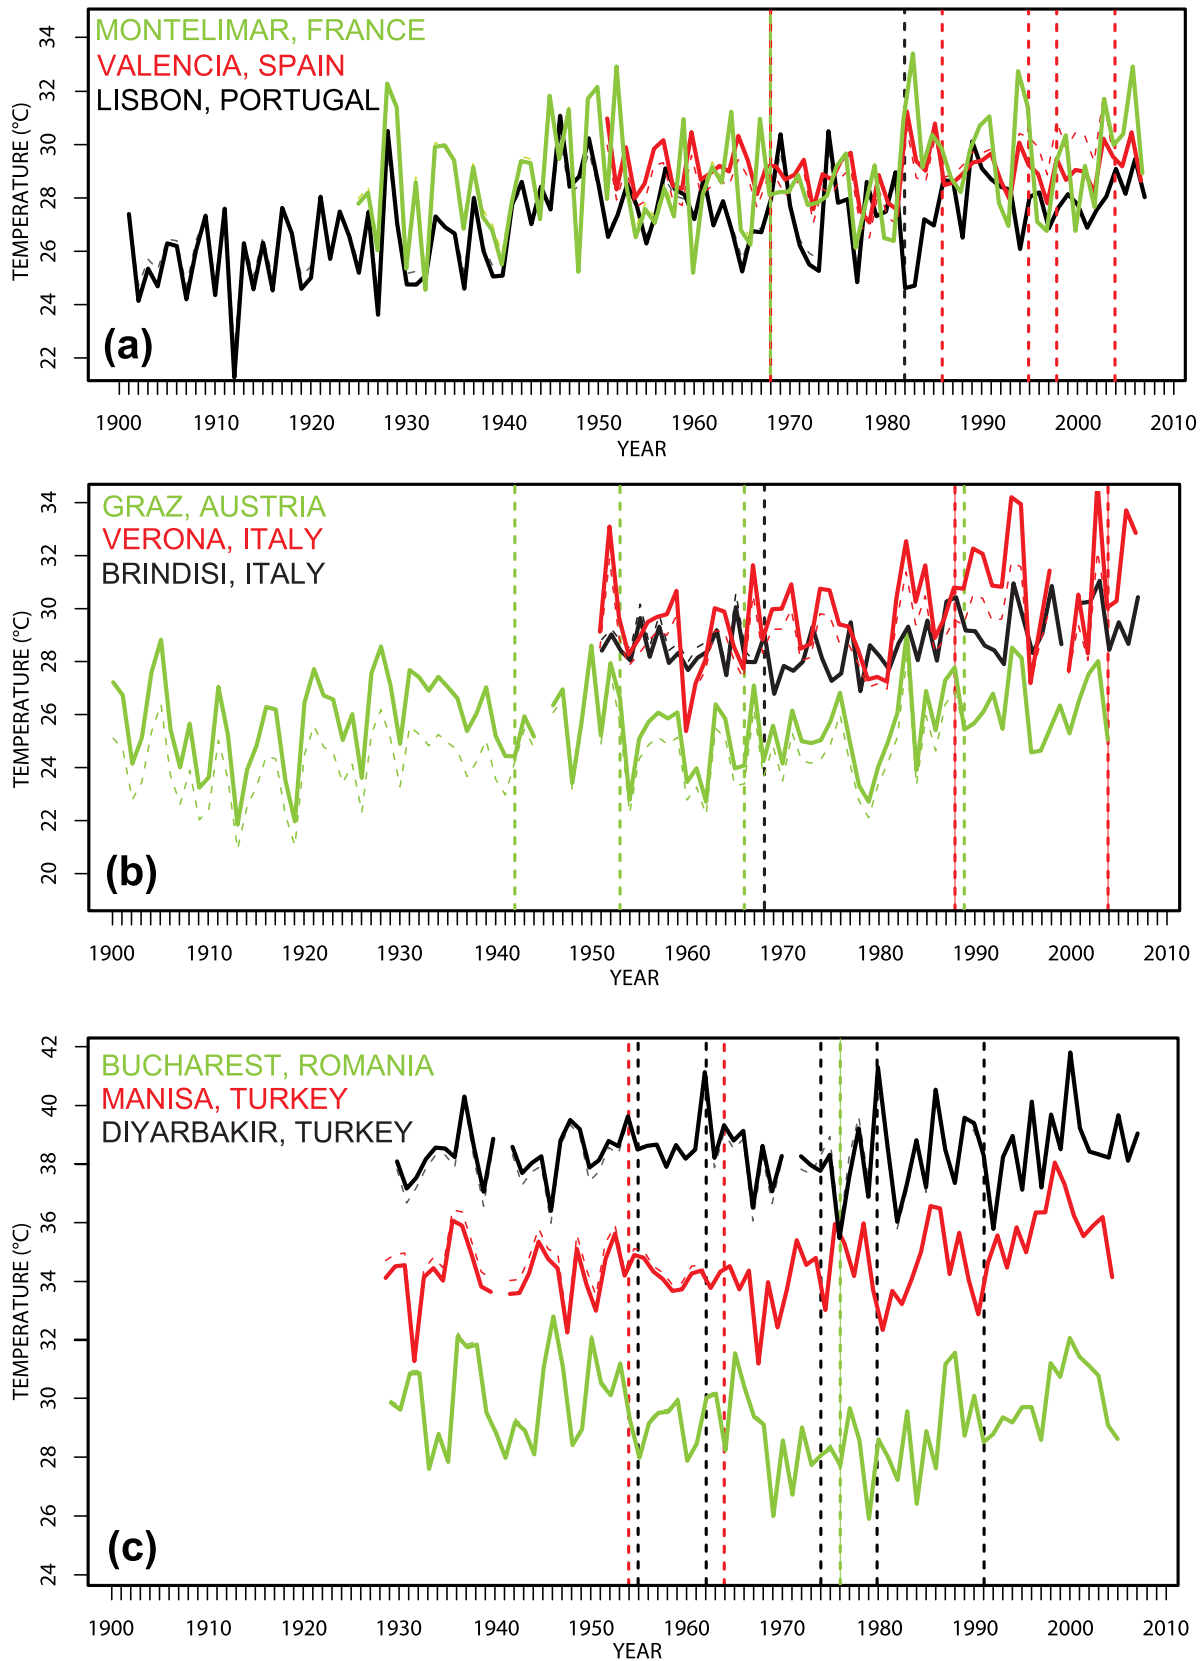 MONTELIMAR, FRANCE
VALENCIA, SPAIN
LISBON, PORTUGAL
TEMPERATURE (°C)
34
32
30
28
26
24
22
(a)
1900 1910 1920 1930 1940 1950 1960 1970 1980 1990 2000 2010
YEAR
GRAZ, AUSTRIA
VERONA, ITALY
BRINDISI, ITALY
TEMPERATURE (°C)
34
32
30
28
26
24
22
20
(b)
1900 1910 1920 1930 1940 1950 1960 1970 1980 1990 2000 2010
YEAR
BUCHAREST, ROMANIA
MANISA, TURKEY
DIYARBAKIR, TURKEY
TEMPERATURE (°C)
42
40
38
36
34
32
30
28
26
24
(c)
1900 1910 1920 1930 1940 1950 1960 1970 1980 1990 2000 2010
YEAR